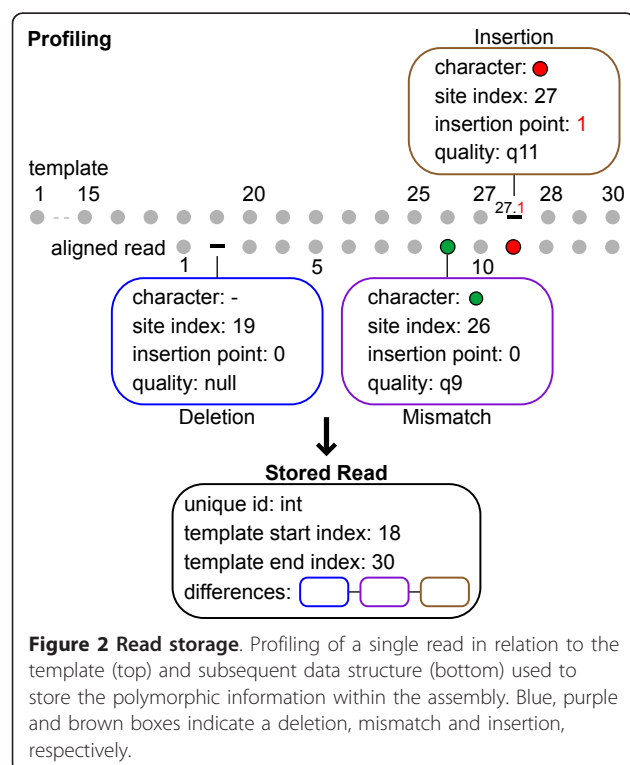 Profiling
Insertion
character:
site index: 27
insertion point: 1
quality: q11
template
1 15 20 25 27 28 30
27.1
aligned read
1 5 10
character: -
site index: 19
insertion point: 0
quality: null
Deletion
character:
site index: 26
insertion point: 0
quality: q9
Mismatch
Stored Read
unique id: int
template start index: 18
template end index: 30
differences:
Figure 2 Read storage. Profiling of a single read in relation to the
template (top) and subsequent data structure (bottom) used to
store the polymorphic information within the assembly. Blue, purple
and brown boxes indicate a deletion, mismatch and insertion,
respectively.